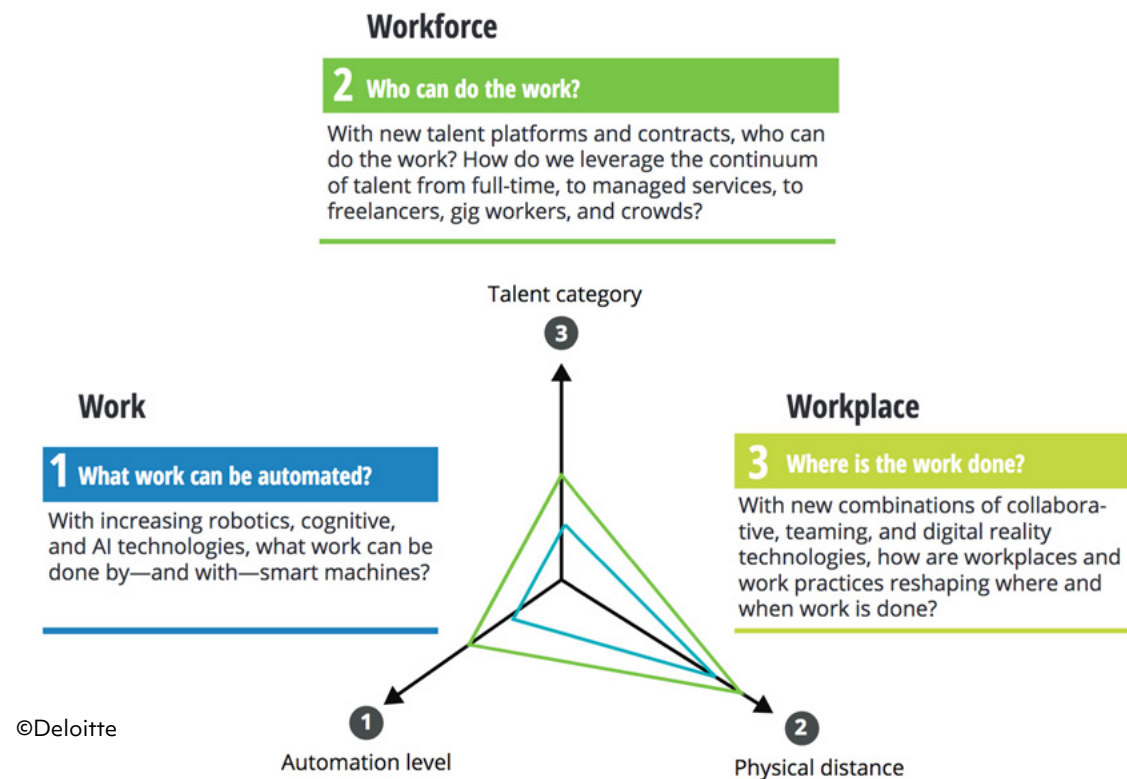 Workforce
2 Who can do the work?
With new talent platforms and contracts, who can
do the work? How do we leverage the continuum
of talent from full-time, to managed services, to
freelancers, gig workers, and crowds?
Talent category
3
Work
1 What work can be automated?
With increasing robotics, cognitive,
and AI technologies, what work can be
done by—and with—smart machines?
Workplace
3 Where is the work done?
With new combinations of collabora-
tive, teaming, and digital reality
technologies, how are workplaces and
work practices reshaping where and
when work is done?
1
Automation level
2
Physical distance
©Deloitte